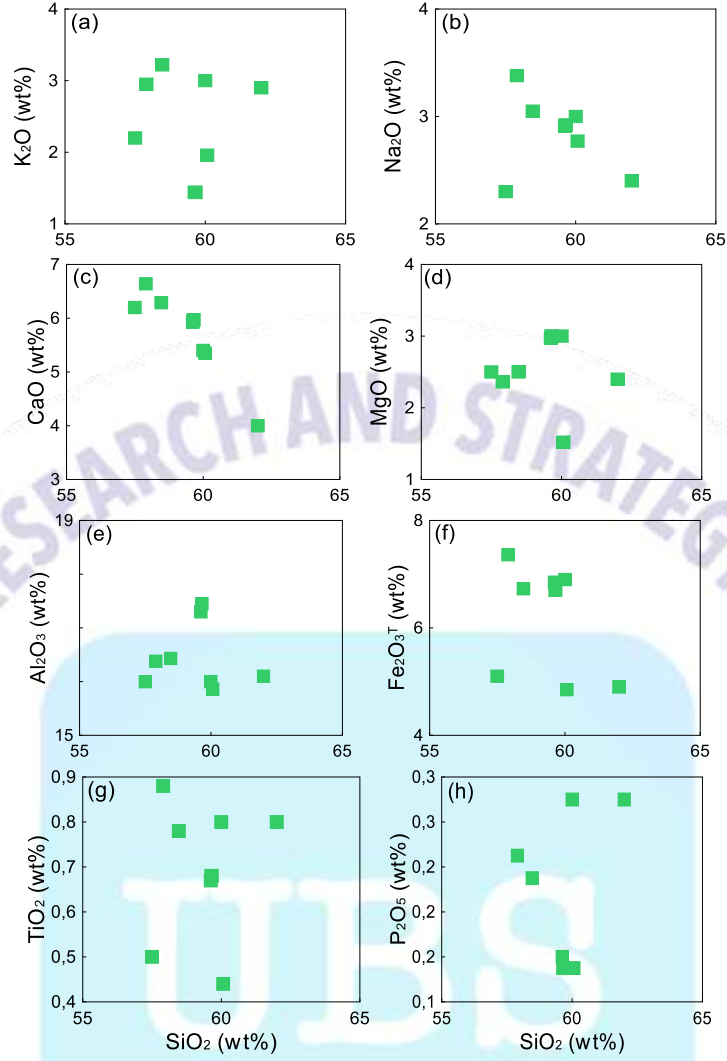 (a)
K₂O (wt%)
4
3
2
1
55
60
65
(b)
Na₂O (wt%)
4
3
2
55
60
65
(c)
CaO (wt%)
7
6
5
4
3
55
60
65
(d)
MgO (wt%)
4
3
2
1
55
60
65
(e)
Al₂O₃ (wt%)
19
15
55
60
65
(f)
Fe₂O₃ᵀ (wt%)
8
6
4
55
60
65
(g)
TiO₂ (wt%)
0,9
0,8
0,7
0,6
0,5
0,4
55
60
65
SiO₂ (wt%)
(h)
P₂O₅ (wt%)
0,3
0,3
0,2
0,2
0,2
0,1
55
60
65
SiO₂ (wt%)
RESEARCH AND STRATEG
UBS